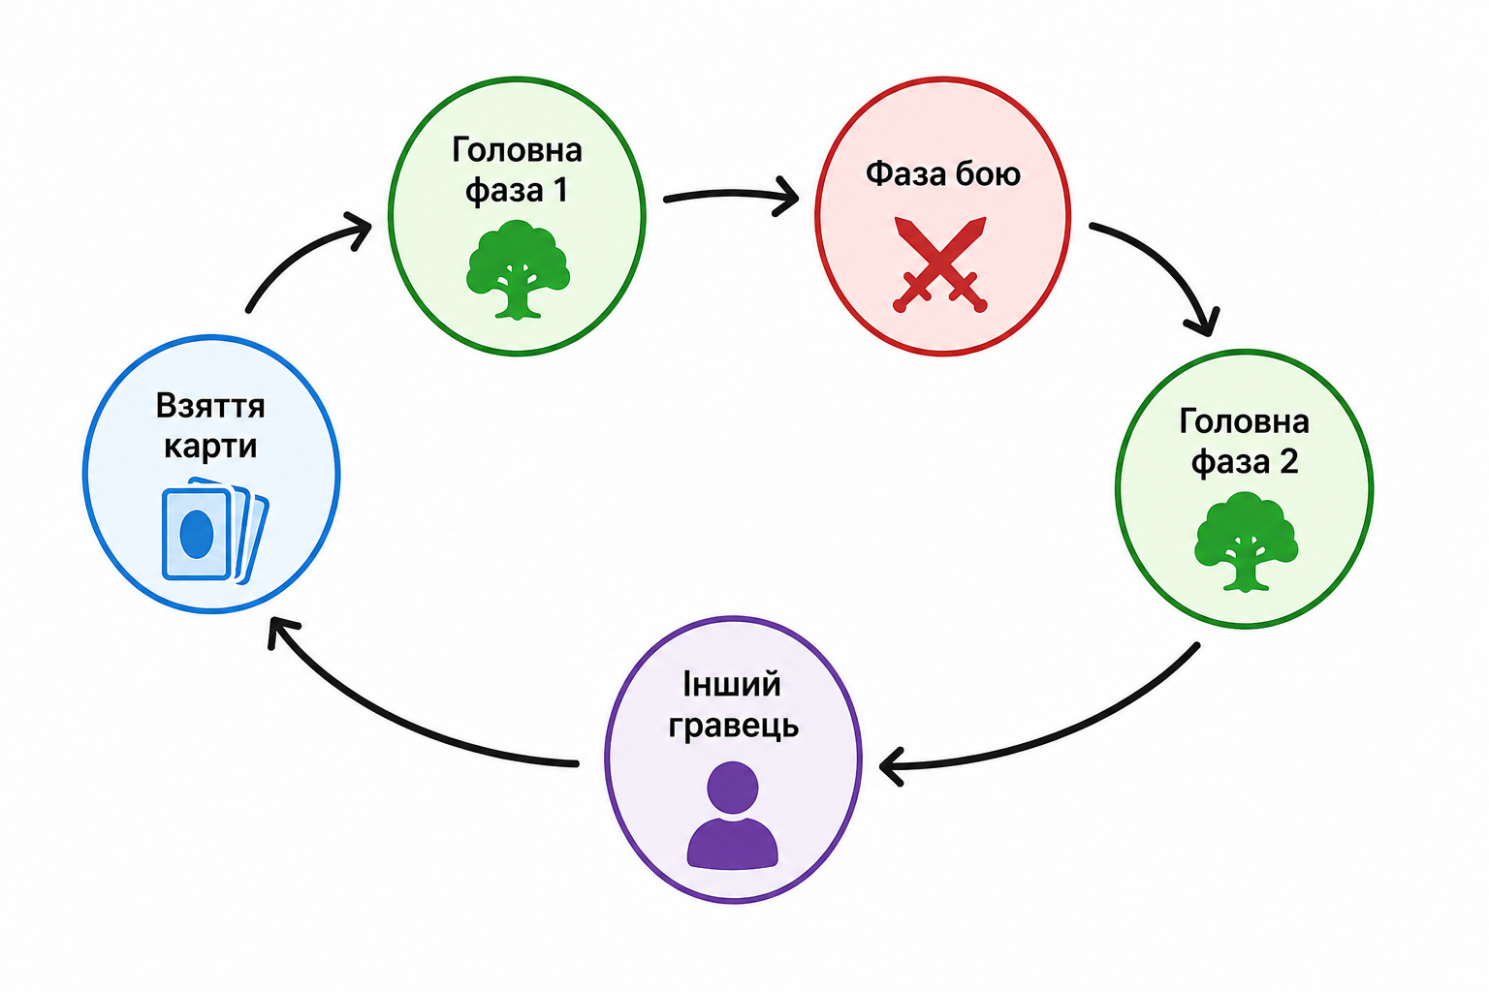 Головна
фаза 1
Фаза бою
Взяття
карти
Головна
фаза 2
Інший
гравець